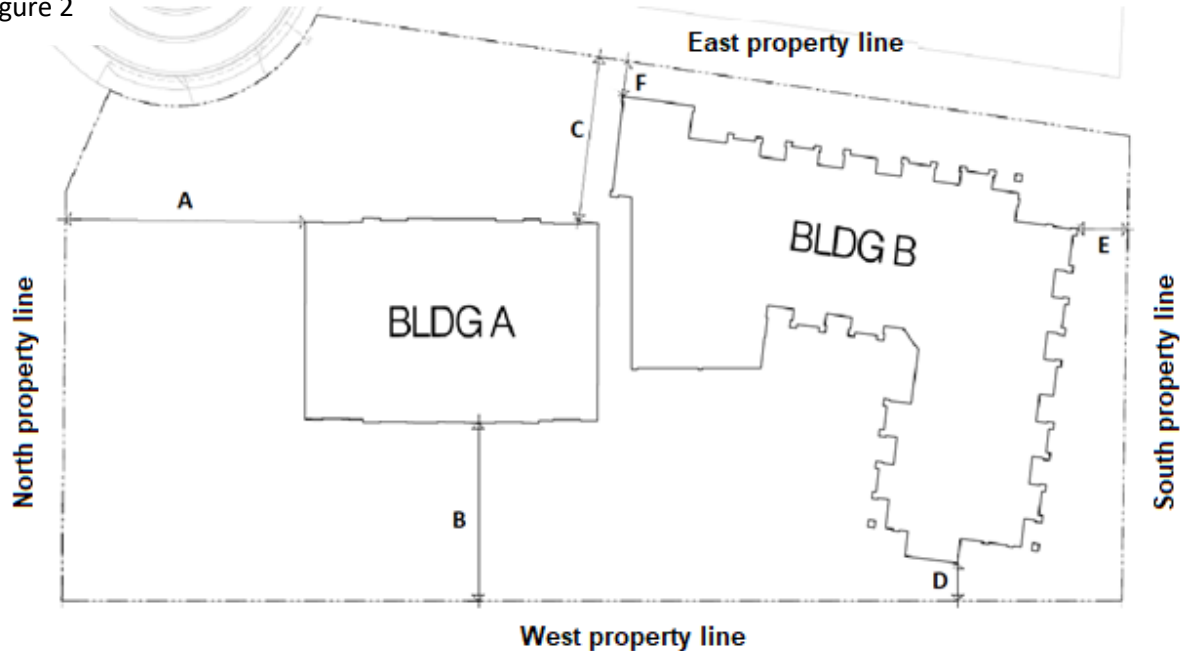 gure 2
East property line
F
C
A
BLDG B
E
North property line
BLDG A
South property line
B
D
West property line